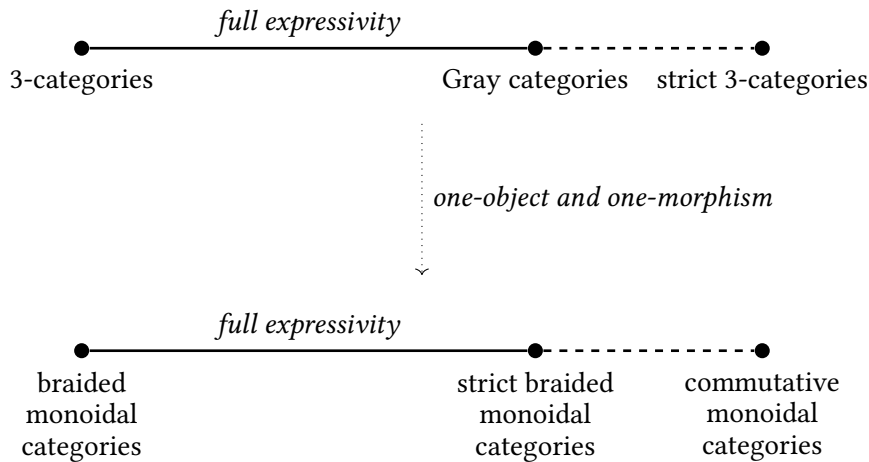 full expressivity
3-categories
Gray categories
strict 3-categories
one-object and one-morphism
full expressivity
braided
monoidal
categories
strict braided
monoidal
categories
commutative
monoidal
categories